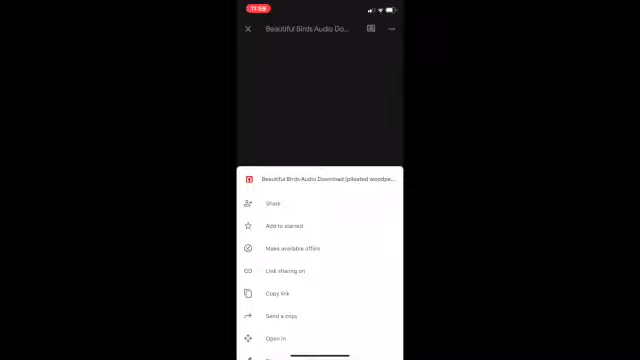 11:59
Beautiful Birds Audio Do...
Beautiful Birds Audio Download (pileated woodpe...
Share
Add to starred
Make available offline
Link sharing on
Copy link
Send a copy
Open in